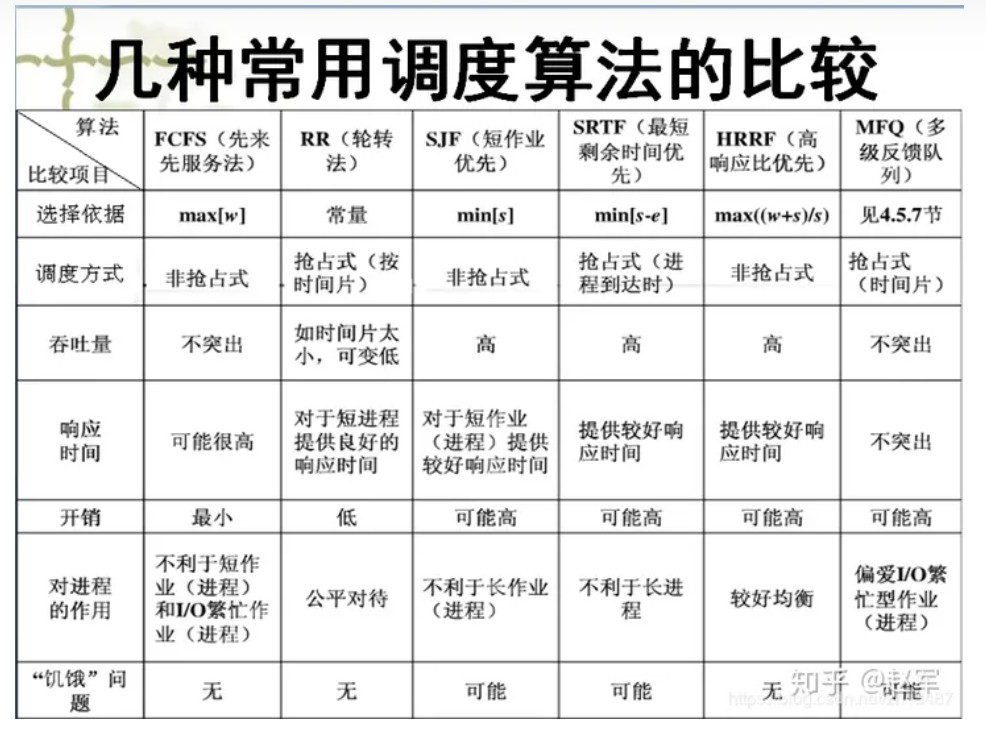 几种常用调度算法的比较
算法
比较项目
FCFS（先来
先服务法）
RR（轮转
法）
SJF（短作业
优先）
SRTF（最短
剩余时间优
先）
HRRF（高
响应比优先）
MFQ（多
级反馈队
列）
选择依据
max[w]
常量
min[s]
min[s-e]
max((w+s)/s)
见4.5.7节
调度方式
非抢占式
抢占式（按
时间片）
非抢占式
抢占式（进
程到达时）
非抢占式
抢占式
（时间片）
吞吐量
不突出
如时间片太
小，可变低
高
高
高
不突出
响应
时间
可能很高
对于短进程
提供良好的
响应时间
对于短作业
（进程）提供
较好响应时间
提供较好响
应时间
提供较好响
应时间
不突出
开销
最小
低
可能高
可能高
可能高
可能高
对进程
的作用
不利于短作
业（进程）
和I/O繁忙作
业（进程）
公平对待
不利于长作业
（进程）
不利于长进
程
较好均衡
偏爱I/O繁
忙型作业
（进程）
“饥饿”问
题
无
无
可能
可能
无
可能
知乎 @赵军